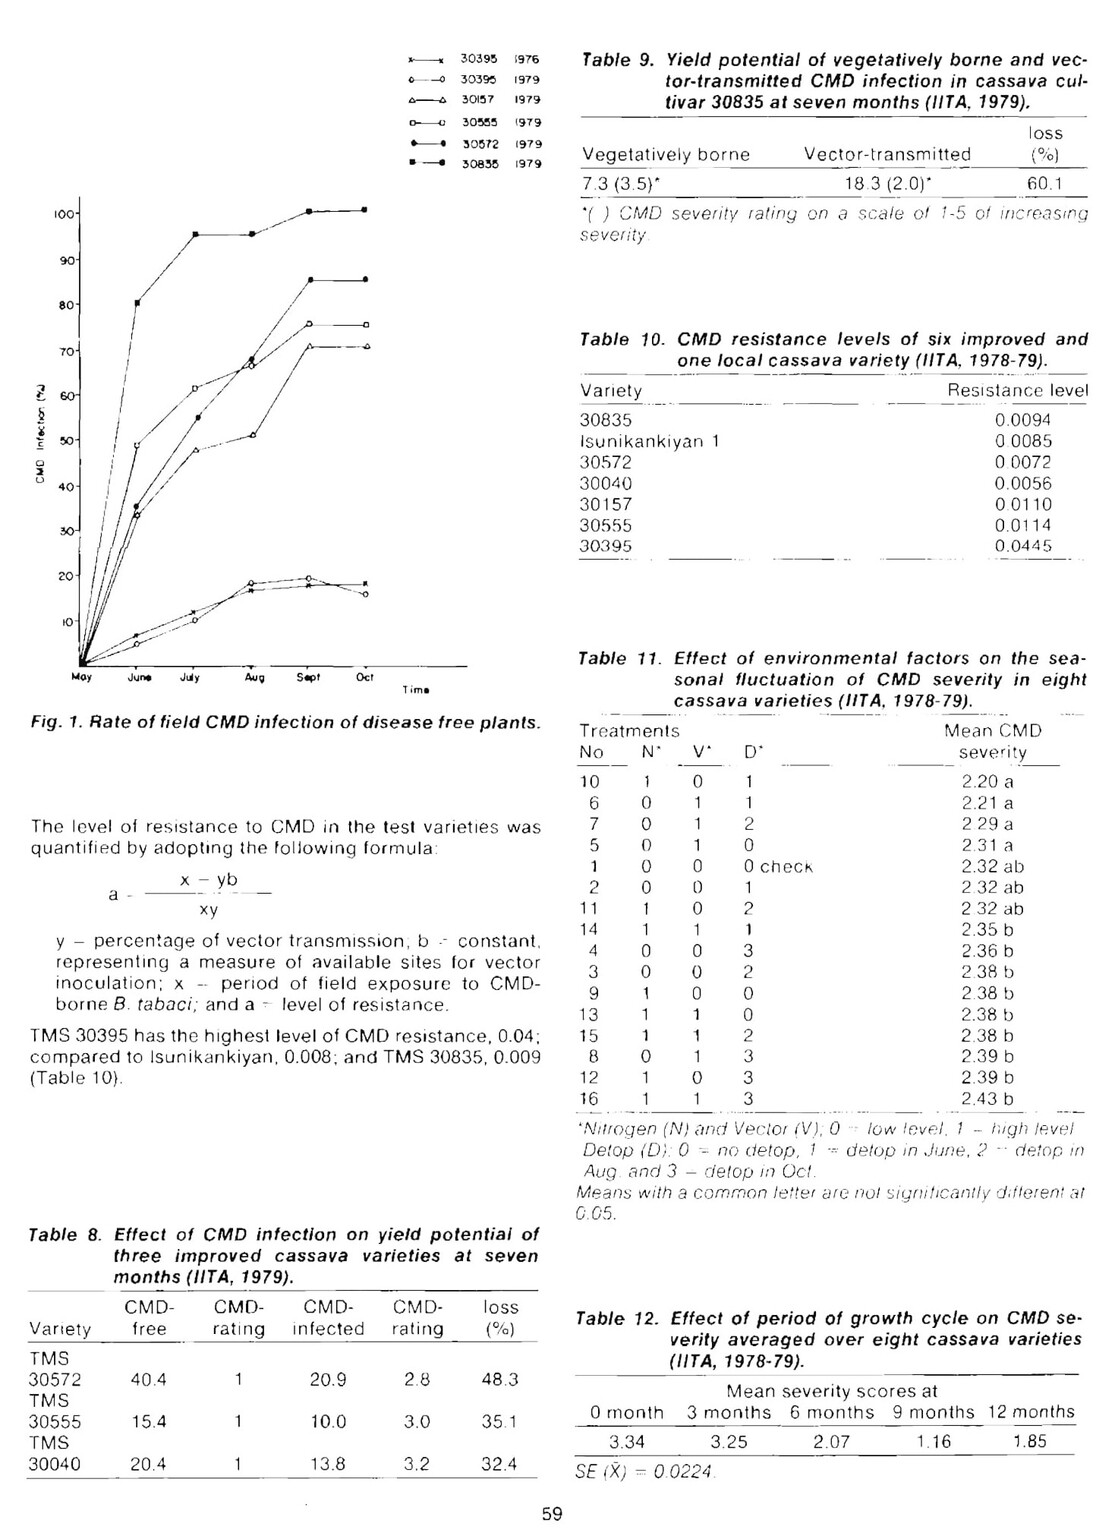 30395 1976
30395 1979
30157 1979
30555 1979
30572 1979
30835 1979
100
90
80
70
60
50
40
30
20
10
CMD Infection (%)
May June July Aug Sept Oct
Time
Fig. 1. Rate of field CMD infection of disease free plants.
The level of resistance to CMD in the test varieties was
quantified by adopting the following formula:
x – yb
a -
xy
y – percentage of vector transmission; b - constant,
representing a measure of available sites for vector
inoculation; x – period of field exposure to CMD-
borne B. tabaci; and a = level of resistance.
TMS 30395 has the highest level of CMD resistance, 0.04;
compared to Isunikankiyan, 0.008; and TMS 30835, 0.009
(Table 10).
Table 8. Effect of CMD infection on yield potential of
three improved cassava varieties at seven
months (IITA, 1979).
CMD- CMD- CMD- CMD- loss
Variety free rating infected rating (%)
TMS
30572 40.4 1 20.9 2.8 48.3
TMS
30555 15.4 1 10.0 3.0 35.1
TMS
30040 20.4 1 13.8 3.2 32.4
Table 9. Yield potential of vegetatively borne and vec-
tor-transmitted CMD infection in cassava cul-
tivar 30835 at seven months (IITA, 1979).
loss
Vegetatively borne Vector-transmitted (%)
7.3 (3.5)* 18.3 (2.0)* 60.1
*( ) CMD severity rating on a scale of 1-5 of increasing
severity.
Table 10. CMD resistance levels of six improved and
one local cassava variety (IITA, 1978-79).
Variety Resistance level
30835 0.0094
Isunikankiyan 1 0.0085
30572 0.0072
30040 0.0056
30157 0.0110
30555 0.0114
30395 0.0445
Table 11. Effect of environmental factors on the sea-
sonal fluctuation of CMD severity in eight
cassava varieties (IITA, 1978-79).
Treatments Mean CMD
No N* V* D* severity
10 1 0 1 2.20 a
6 0 1 1 2.21 a
7 0 1 2 2.29 a
5 0 1 0 2.31 a
1 0 0 0 check 2.32 ab
2 0 0 1 2.32 ab
11 1 0 2 2.32 ab
14 1 1 1 2.35 b
4 0 0 3 2.36 b
3 0 0 2 2.38 b
9 1 0 0 2.38 b
13 1 1 0 2.38 b
15 1 1 2 2.38 b
8 0 1 3 2.39 b
12 1 0 3 2.39 b
16 1 1 3 2.43 b
*Nitrogen (N) and Vector (V); 0 = low level, 1 – high level
Detop (D): 0 = no detop, 1 = detop in June, 2 – detop in
Aug. and 3 – detop in Oct.
Means with a common letter are not significantly different at
0.05.
Table 12. Effect of period of growth cycle on CMD se-
verity averaged over eight cassava varieties
(IITA, 1978-79).
Mean severity scores at
0 month 3 months 6 months 9 months 12 months
3.34 3.25 2.07 1.16 1.85
SE (X̄) = 0.0224.
59